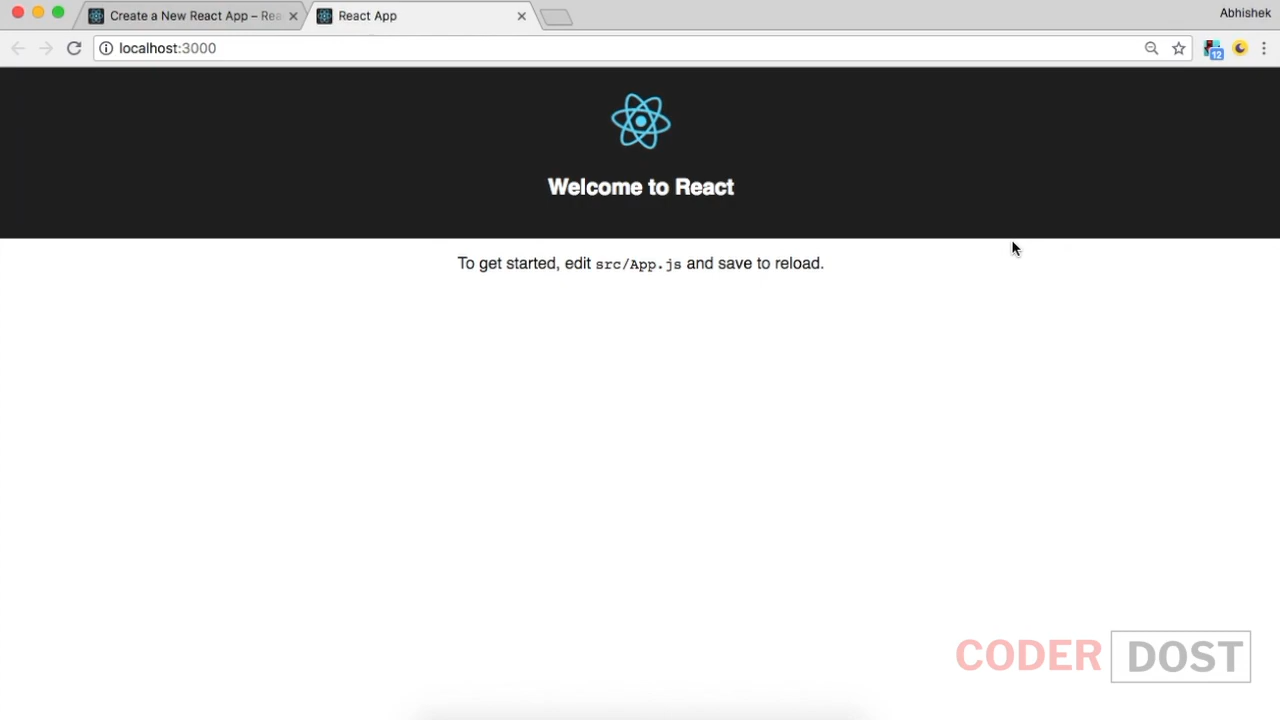 Create a New React App – Rea
React App
Abhishek
localhost:3000
12
Welcome to React
To get started, edit src/App.js and save to reload.
CODER DOST